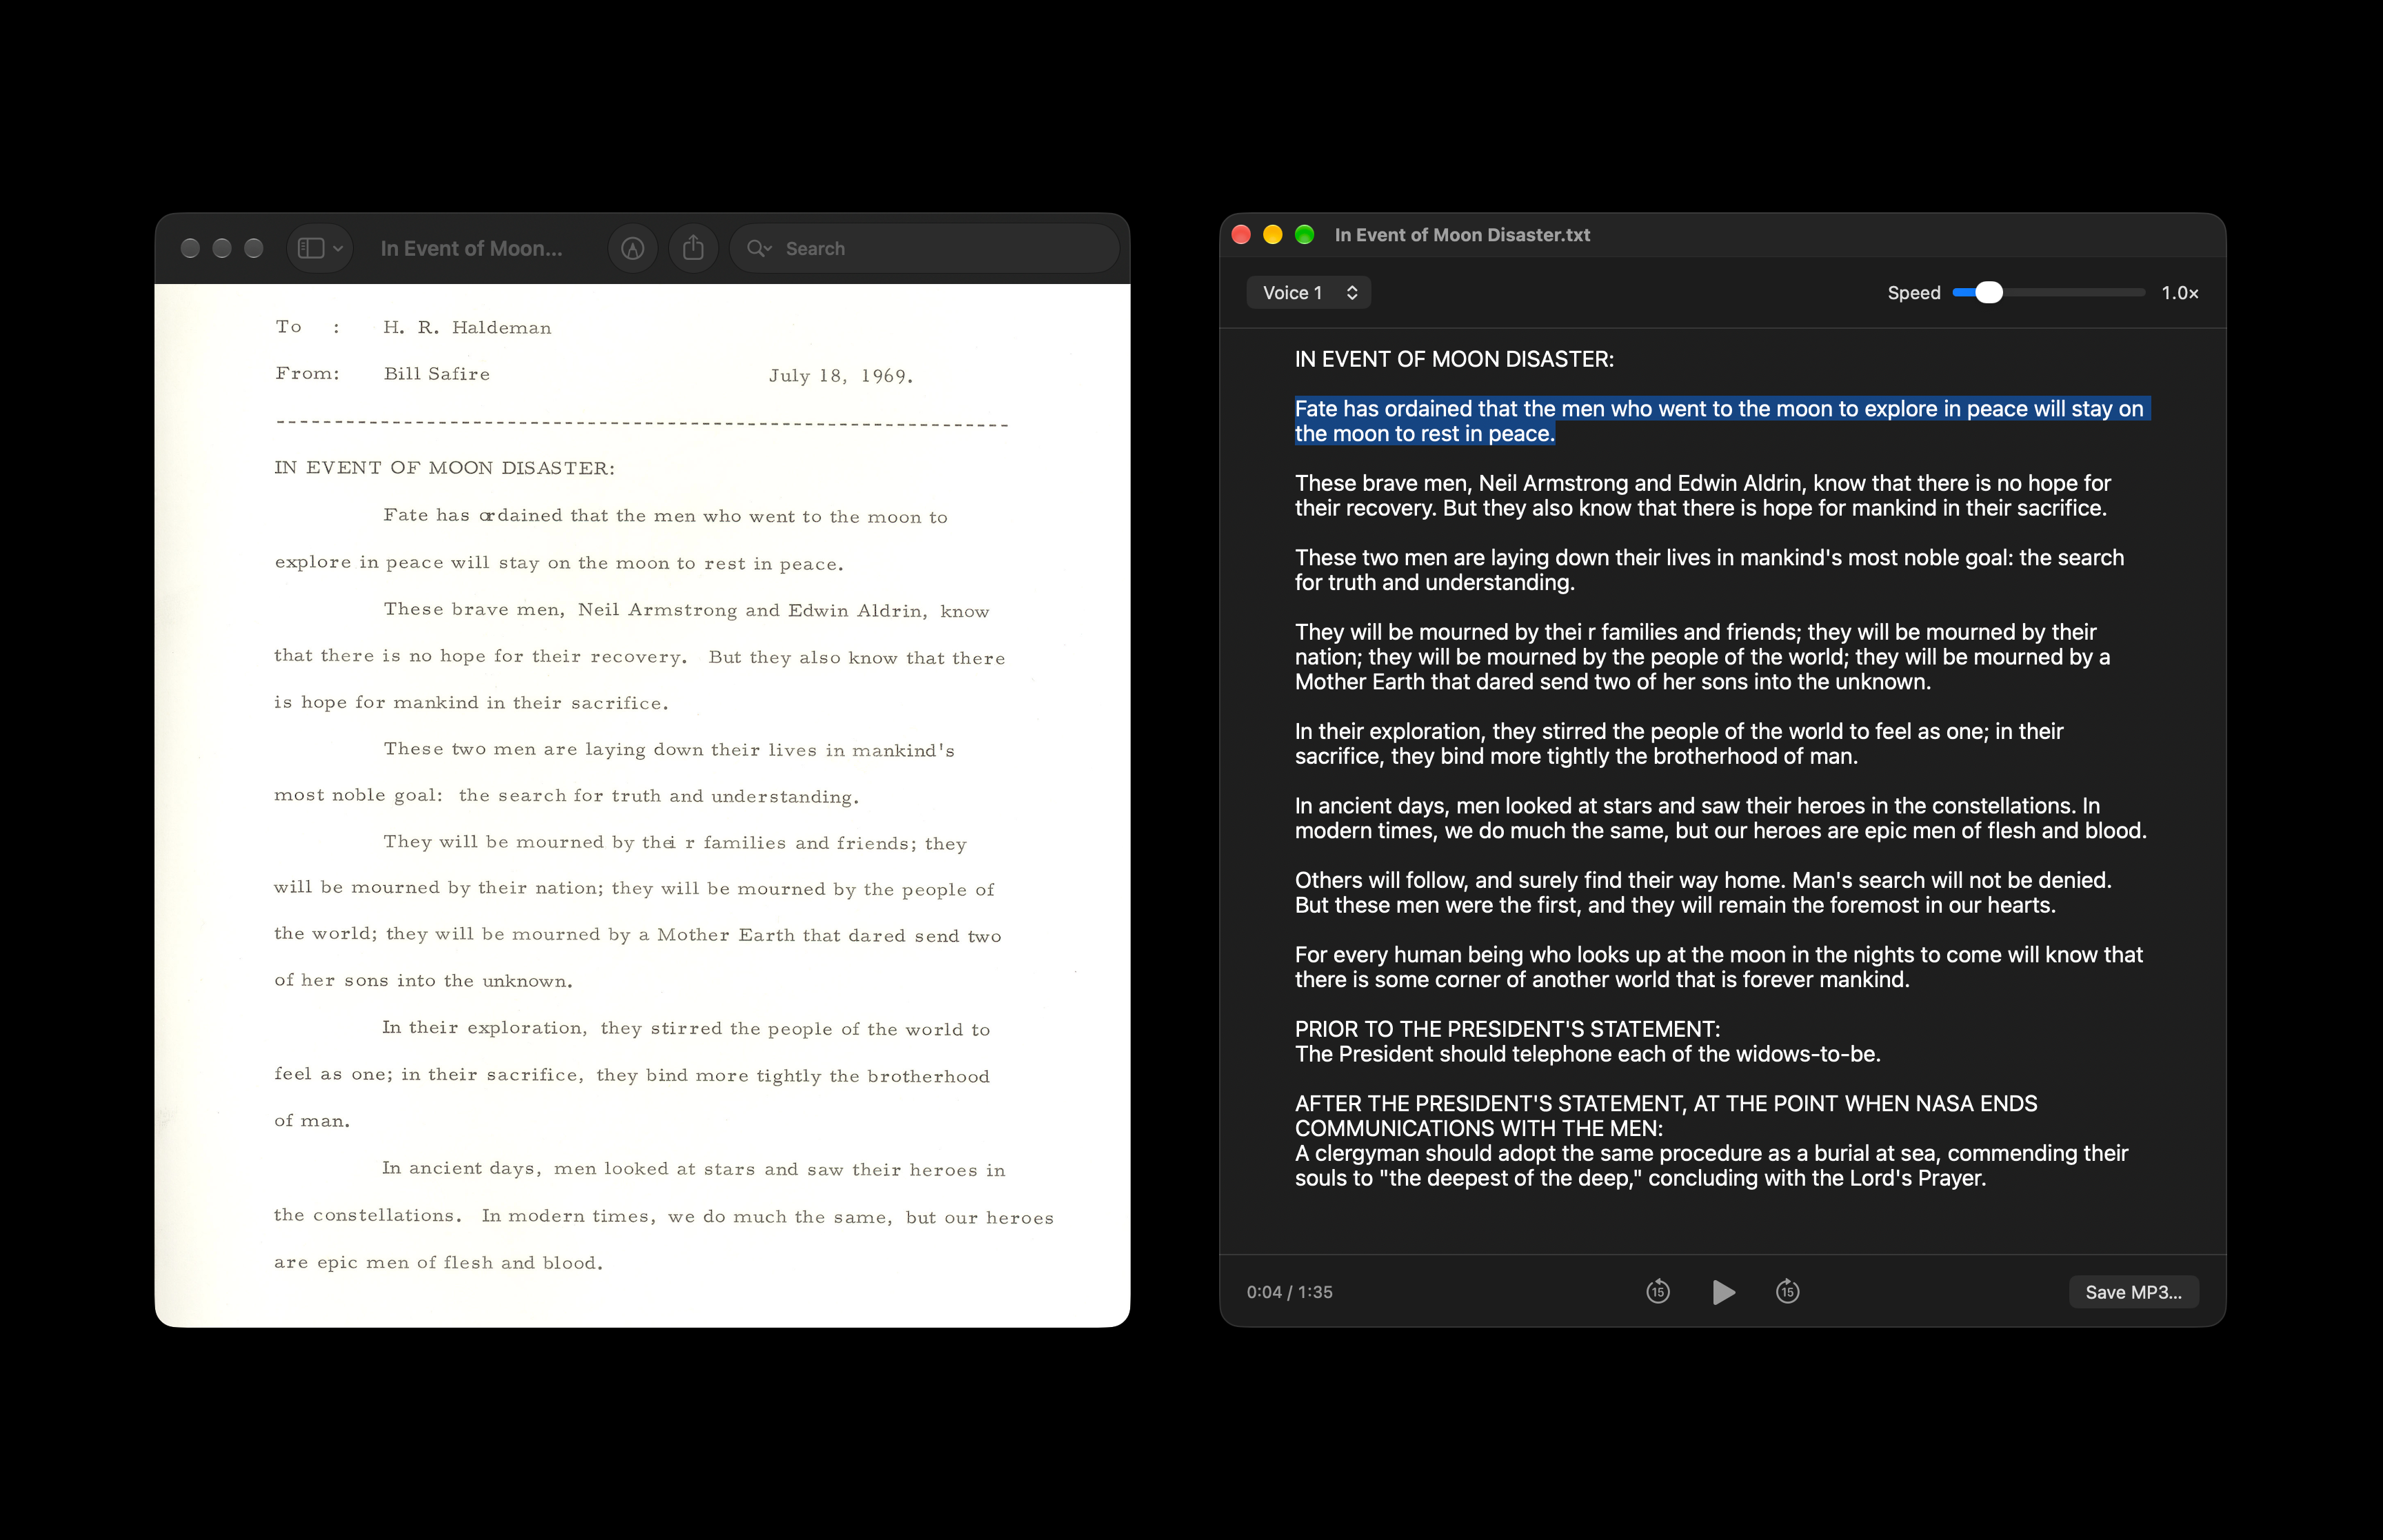 In Event of Moon...
Search
To : H. R. Haldeman
From: Bill Safire July 18, 1969.
IN EVENT OF MOON DISASTER:
Fate has ordained that the men who went to the moon to
explore in peace will stay on the moon to rest in peace.
These brave men, Neil Armstrong and Edwin Aldrin, know
that there is no hope for their recovery. But they also know that there
is hope for mankind in their sacrifice.
These two men are laying down their lives in mankind's
most noble goal: the search for truth and understanding.
They will be mourned by thei r families and friends; they
will be mourned by their nation; they will be mourned by the people of
the world; they will be mourned by a Mother Earth that dared send two
of her sons into the unknown.
In their exploration, they stirred the people of the world to
feel as one; in their sacrifice, they bind more tightly the brotherhood
of man.
In ancient days, men looked at stars and saw their heroes in
the constellations. In modern times, we do much the same, but our heroes
are epic men of flesh and blood.
In Event of Moon Disaster.txt
Voice 1
Speed 1.0×
IN EVENT OF MOON DISASTER:
Fate has ordained that the men who went to the moon to explore in peace will stay on
the moon to rest in peace.
These brave men, Neil Armstrong and Edwin Aldrin, know that there is no hope for
their recovery. But they also know that there is hope for mankind in their sacrifice.
These two men are laying down their lives in mankind's most noble goal: the search
for truth and understanding.
They will be mourned by thei r families and friends; they will be mourned by their
nation; they will be mourned by the people of the world; they will be mourned by a
Mother Earth that dared send two of her sons into the unknown.
In their exploration, they stirred the people of the world to feel as one; in their
sacrifice, they bind more tightly the brotherhood of man.
In ancient days, men looked at stars and saw their heroes in the constellations. In
modern times, we do much the same, but our heroes are epic men of flesh and blood.
Others will follow, and surely find their way home. Man's search will not be denied.
But these men were the first, and they will remain the foremost in our hearts.
For every human being who looks up at the moon in the nights to come will know that
there is some corner of another world that is forever mankind.
PRIOR TO THE PRESIDENT'S STATEMENT:
The President should telephone each of the widows-to-be.
AFTER THE PRESIDENT'S STATEMENT, AT THE POINT WHEN NASA ENDS
COMMUNICATIONS WITH THE MEN:
A clergyman should adopt the same procedure as a burial at sea, commending their
souls to "the deepest of the deep," concluding with the Lord's Prayer.
0:04 / 1:35
15
15
Save MP3...